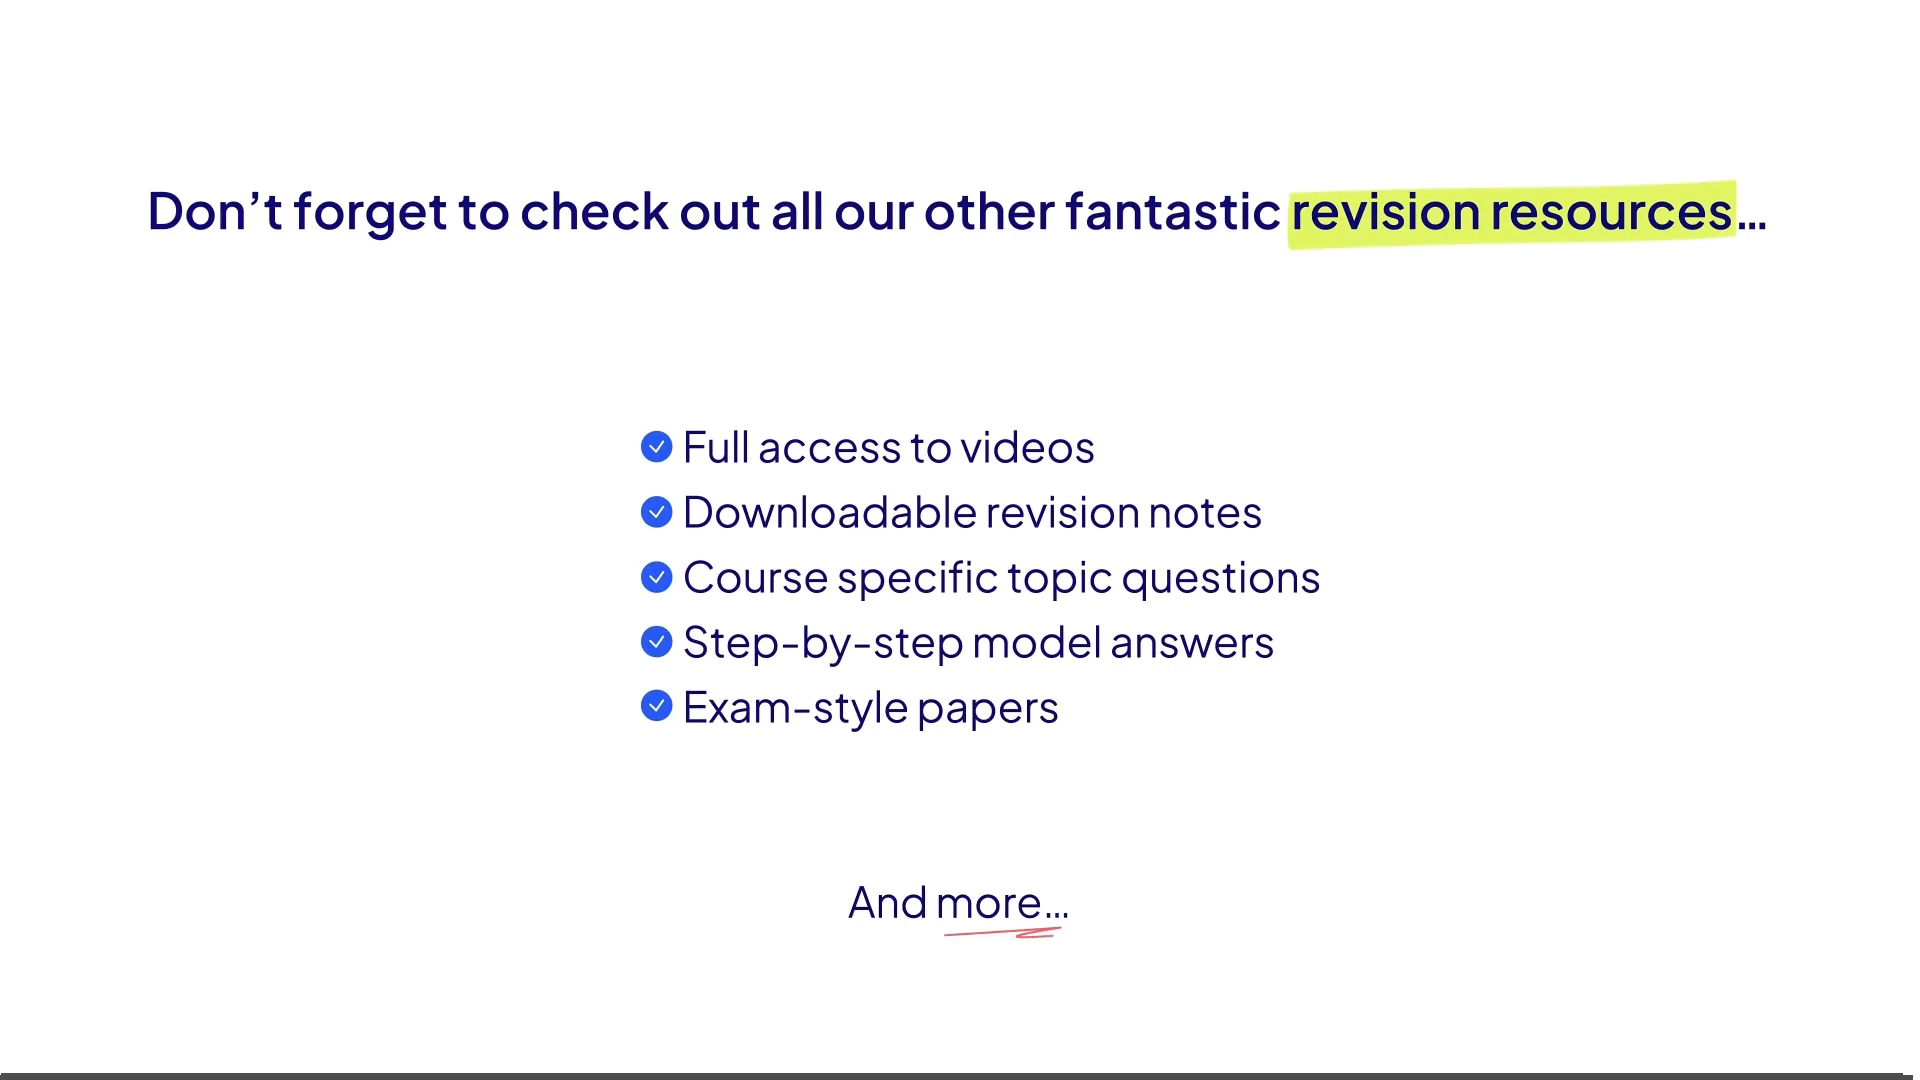 Don’t forget to check out all our other fantastic revision resources...
Full access to videos
Downloadable revision notes
Course specific topic questions
Step-by-step model answers
Exam-style papers
And more...